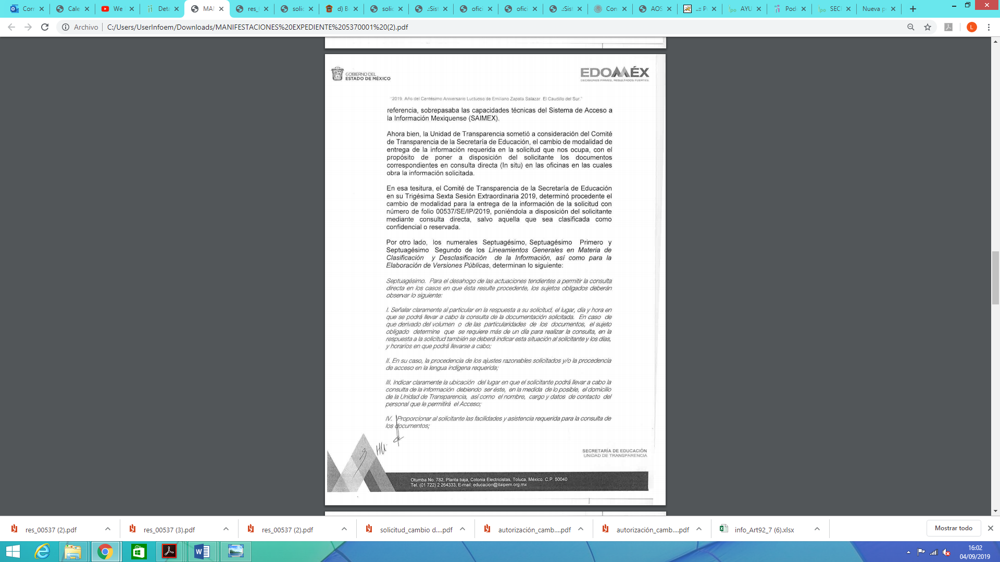 Corr
Cale
We
Deta
MAI
res_
solic
d) B
solic
.:Sist
ofici
ofici
.:Sist
Con
AOS
..:: P
AYU
Pod
SEC
Nueva p
Archivo
C:/Users/UserInfoem/Downloads/MANIFESTACIONES%20EXPEDIENTE%205370001%20(2).pdf
L
GOBIERNO DEL
ESTADO DE MÉXICO
EDOMÉX
DECISIONES FIRMES, RESULTADOS FUERTES.
"2019. Año del Centésimo Aniversario Luctuoso de Emiliano Zapata Salazar. El Caudillo del Sur."
referencia, sobrepasaba las capacidades técnicas del Sistema de Acceso a
la Información Mexiquense (SAIMEX).
Ahora bien, la Unidad de Transparencia sometió a consideración del Comité
de Transparencia de la Secretaría de Educación, el cambio de modalidad de
entrega de la información requerida en la solicitud que nos ocupa, con el
propósito de poner a disposición del solicitante los documentos
correspondientes en consulta directa (In situ) en las oficinas en las cuales
obra la información solicitada.
En esa tesitura, el Comité de Transparencia de la Secretaría de Educación
en su Trigésima Sexta Sesión Extraordinaria 2019, determinó procedente el
cambio de modalidad para la entrega de la información de la solicitud con
número de folio 00537/SE/IP/2019, poniéndola a disposición del solicitante
mediante consulta directa, salvo aquella que sea clasificada como
confidencial o reservada.
Por otro lado, los numerales Septuagésimo, Septuagésimo Primero y
Septuagésimo Segundo de los Lineamientos Generales en Materia de
Clasificación y Desclasificación de la Información, así como para la
Elaboración de Versiones Públicas, determinan lo siguiente:
Septuagésimo. Para el desahogo de las actuaciones tendientes a permitir la consulta
directa en los casos en que ésta resulte procedente, los sujetos obligados deberán
observar lo siguiente:
I. Señalar claramente al particular en la respuesta a su solicitud, el lugar, día y hora en
que se podrá llevar a cabo la consulta de la documentación solicitada. En caso de
que derivado del volumen o de las particularidades de los documentos, el sujeto
obligado determine que se requiere más de un día para realizar la consulta, en la
respuesta a la solicitud también se deberá indicar esta situación al solicitante y los días,
y horarios en que podrá llevarse a cabo;
II. En su caso, la procedencia de los ajustes razonables solicitados y/o la procedencia
de acceso en la lengua indígena requerida;
III. Indicar claramente la ubicación del lugar en que el solicitante podrá llevar a cabo la
consulta de la información debiendo ser éste, en la medida de lo posible, el domicilio
de la Unidad de Transparencia, así como el nombre, cargo y datos de contacto del
personal que le permitirá el Acceso;
IV. Proporcionar al solicitante las facilidades y asistencia requerida para la consulta de
los documentos;
SECRETARÍA DE EDUCACIÓN
UNIDAD DE TRANSPARENCIA
Otumba No. 782, Planta baja, Colonia Electricistas, Toluca, México. C.P. 50040
Tel. (01 722) 2 264333, E-mail: educacion@itaipem.org.mx
res_00537 (2).pdf
res_00537 (3).pdf
res_00537 (2).pdf
solicitud_cambio d....pdf
autorización_camb....pdf
autorización_camb....pdf
info_Art92_7 (6).xlsx
Mostrar todo
16:02
04/09/2019